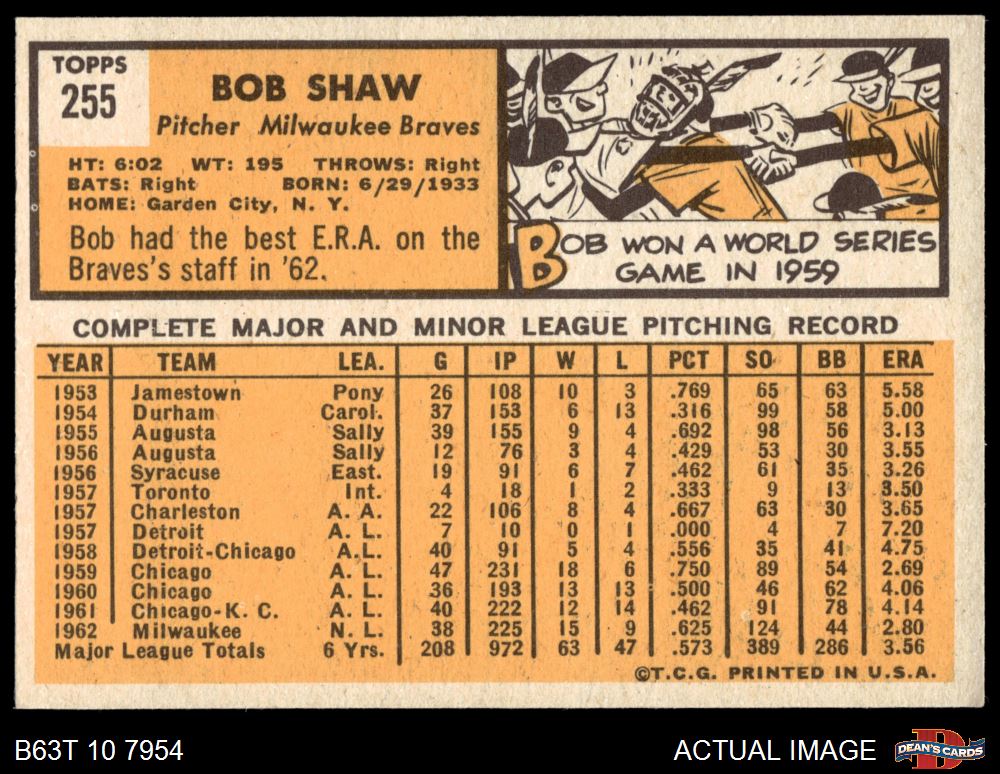 TOPPS
255
BOB SHAW
Pitcher Milwaukee Braves
HT: 6:02 WT: 195 THROWS: Right
BATS: Right BORN: 6/29/1933
HOME: Garden City, N. Y.
Bob had the best E.R.A. on the
Braves's staff in '62.
BOB WON A WORLD SERIES
GAME IN 1959
COMPLETE MAJOR AND MINOR LEAGUE PITCHING RECORD
YEAR TEAM LEA. G IP W L PCT SO BB ERA
1953 Jamestown Pony 26 108 10 3 .769 65 63 5.58
1954 Durham Carol. 37 153 6 13 .316 99 58 5.00
1955 Augusta Sally 39 155 9 4 .692 98 56 3.13
1956 Augusta Sally 12 76 3 4 .429 53 30 3.55
1956 Syracuse East. 19 91 6 7 .462 61 35 3.26
1957 Toronto Int. 4 18 1 2 .333 9 13 3.50
1957 Charleston A. A. 22 106 8 4 .667 63 30 3.65
1957 Detroit A. L. 7 10 0 1 .000 4 7 7.20
1958 Detroit-Chicago A.L. 40 91 5 4 .556 35 41 4.75
1959 Chicago A. L. 47 231 18 6 .750 89 54 2.69
1960 Chicago A. L. 36 193 13 13 .500 46 62 4.06
1961 Chicago-K. C. A. L. 40 222 12 14 .462 91 78 4.14
1962 Milwaukee N. L. 38 225 15 9 .625 124 44 2.80
Major League Totals 6 Yrs. 208 972 63 47 .573 389 286 3.56
©T.C.G. PRINTED IN U.S.A.
B63T 10 7954 ACTUAL IMAGE DEAN'S CARDS